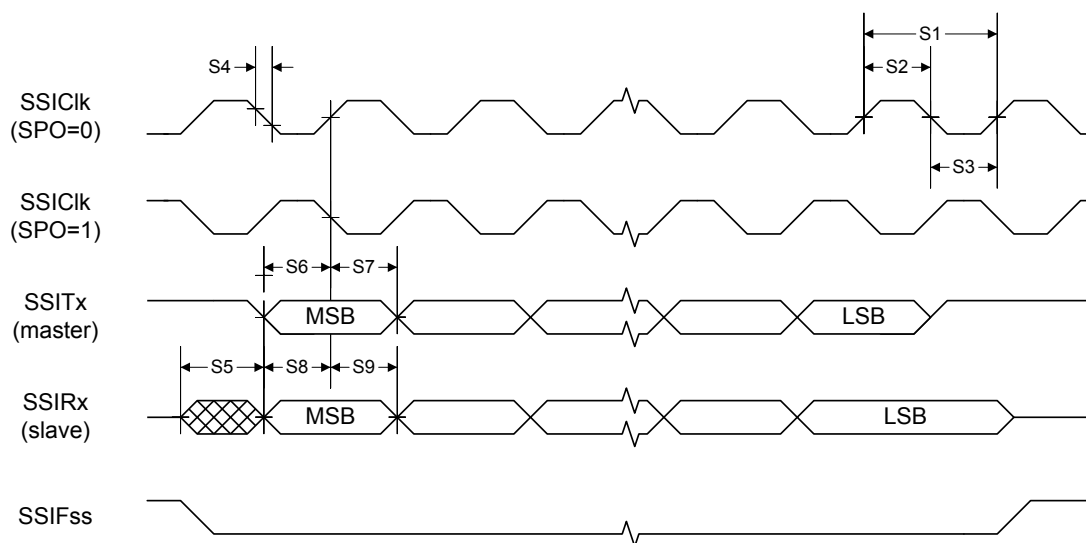 S1
S4
S2
SSIClk
(SPO=0)
S3
SSIClk
(SPO=1)
S6
S7
SSITx
(master)
MSB
LSB
S5
S8
S9
SSIRx
(slave)
MSB
LSB
SSIFss